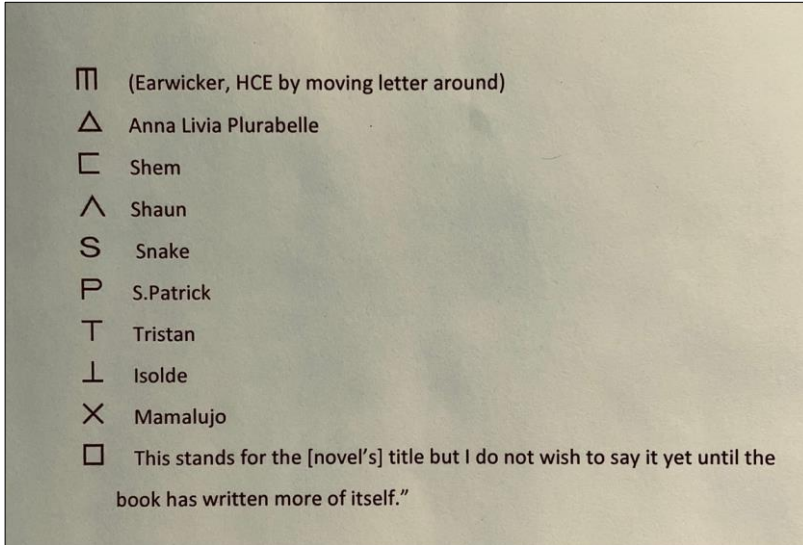 ᗰ (Earwicker, HCE by moving letter around)
△ Anna Livia Plurabelle
⊏ Shem
⋀ Shaun
S Snake
P S.Patrick
T Tristan
⊥ Isolde
X Mamalujo
□ This stands for the [novel’s] title but I do not wish to say it yet until the
book has written more of itself.”